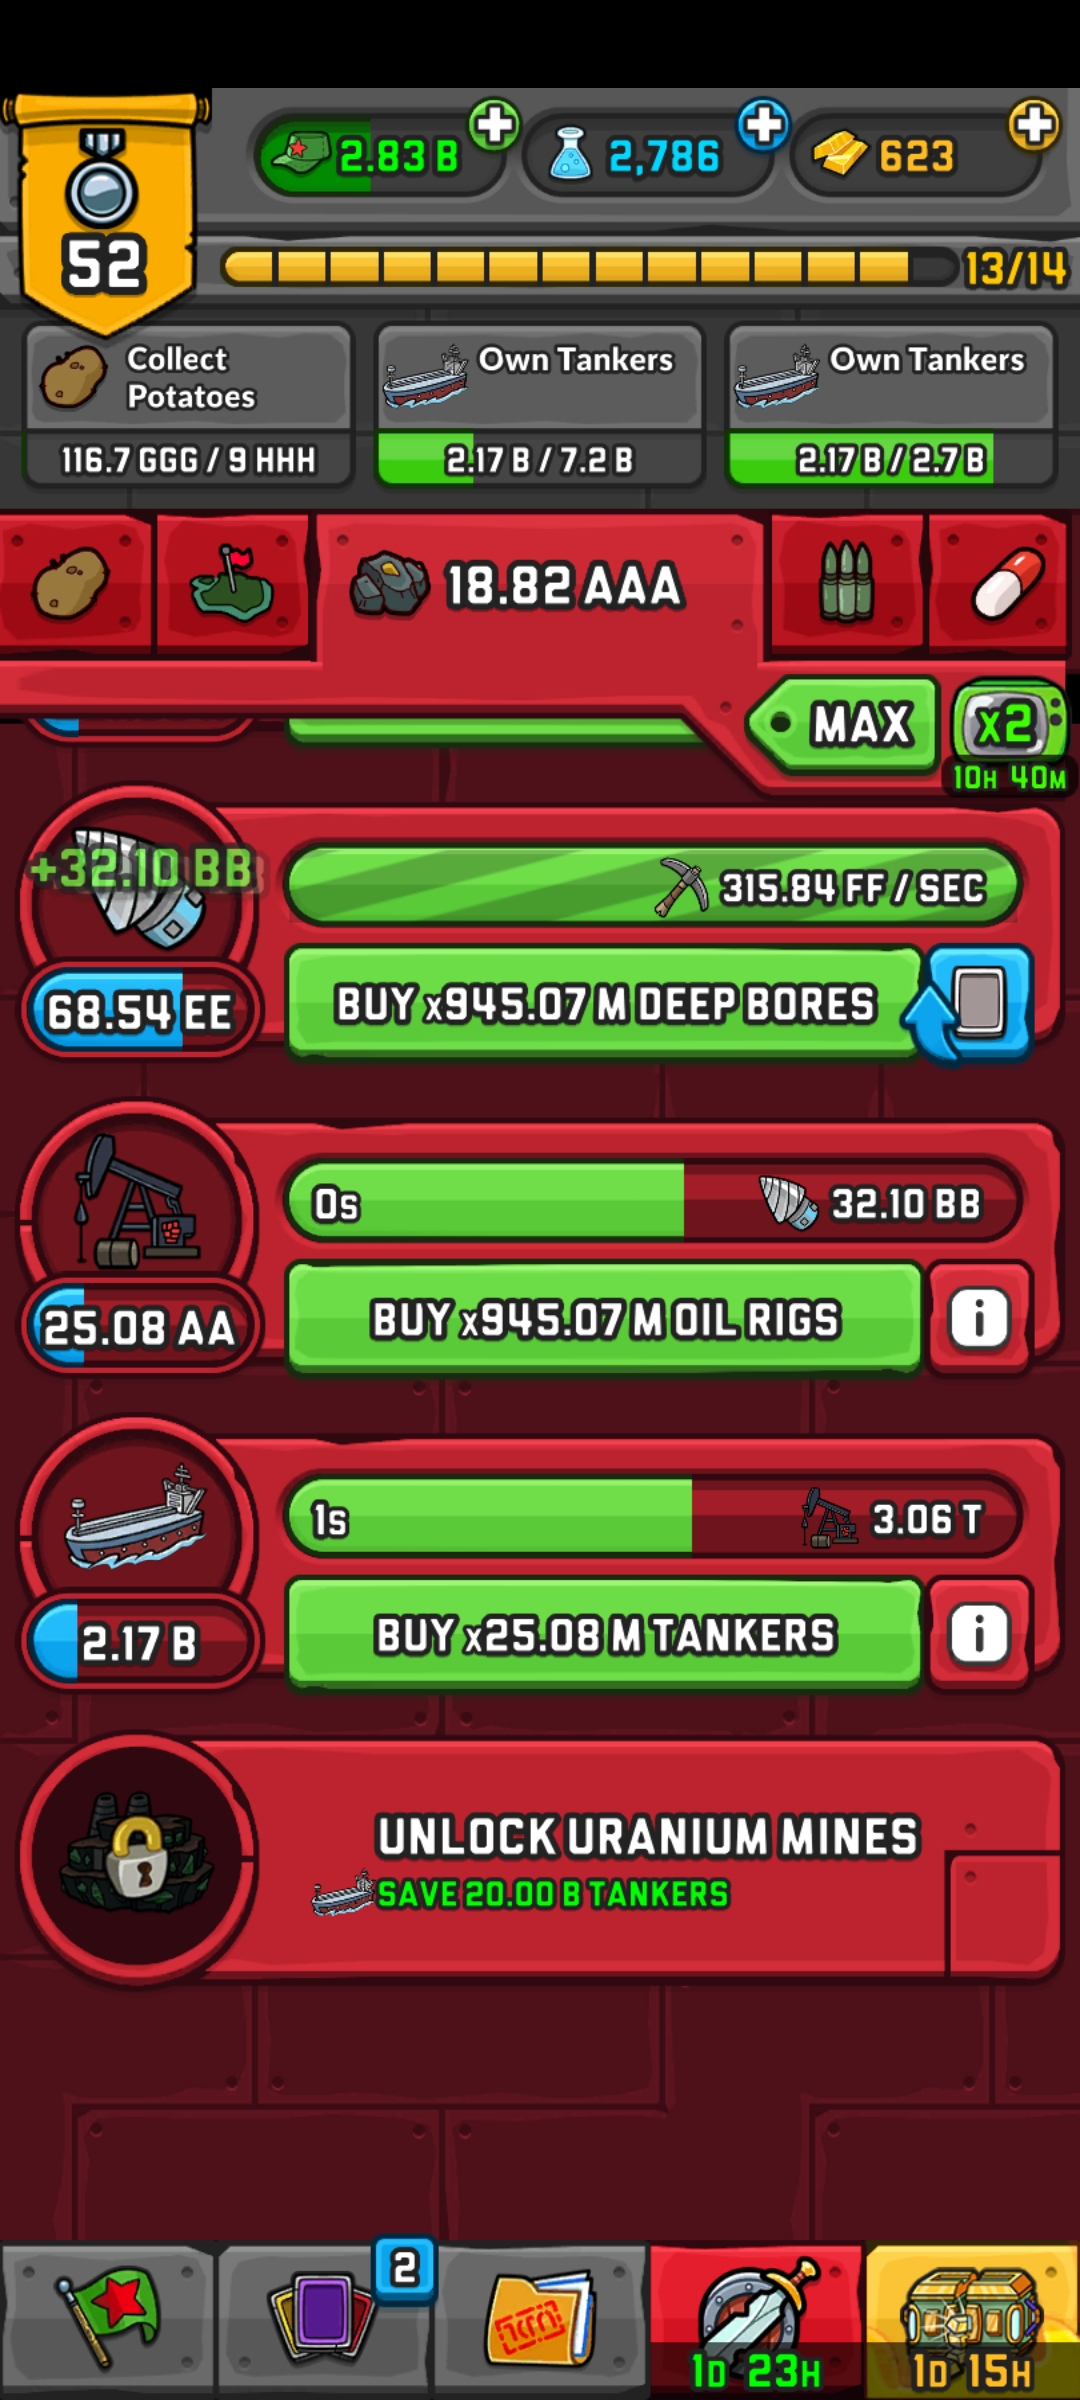 2.83 B
2,786
623
52
13/14
Collect
Potatoes
116.7 GGG / 9 HHH
Own Tankers
2.17 B / 7.2 B
Own Tankers
2.17 B / 2.7 B
18.82 AAA
MAX
x2
10H 40M
+32.10 BB
315.84 FF / SEC
68.54 EE
BUY x945.07 M DEEP BORES
0s
32.10 BB
25.08 AA
BUY x945.07 M OIL RIGS
i
1s
3.06 T
2.17 B
BUY x25.08 M TANKERS
i
UNLOCK URANIUM MINES
SAVE 20.00 B TANKERS
2
1D 23H
1D 15H